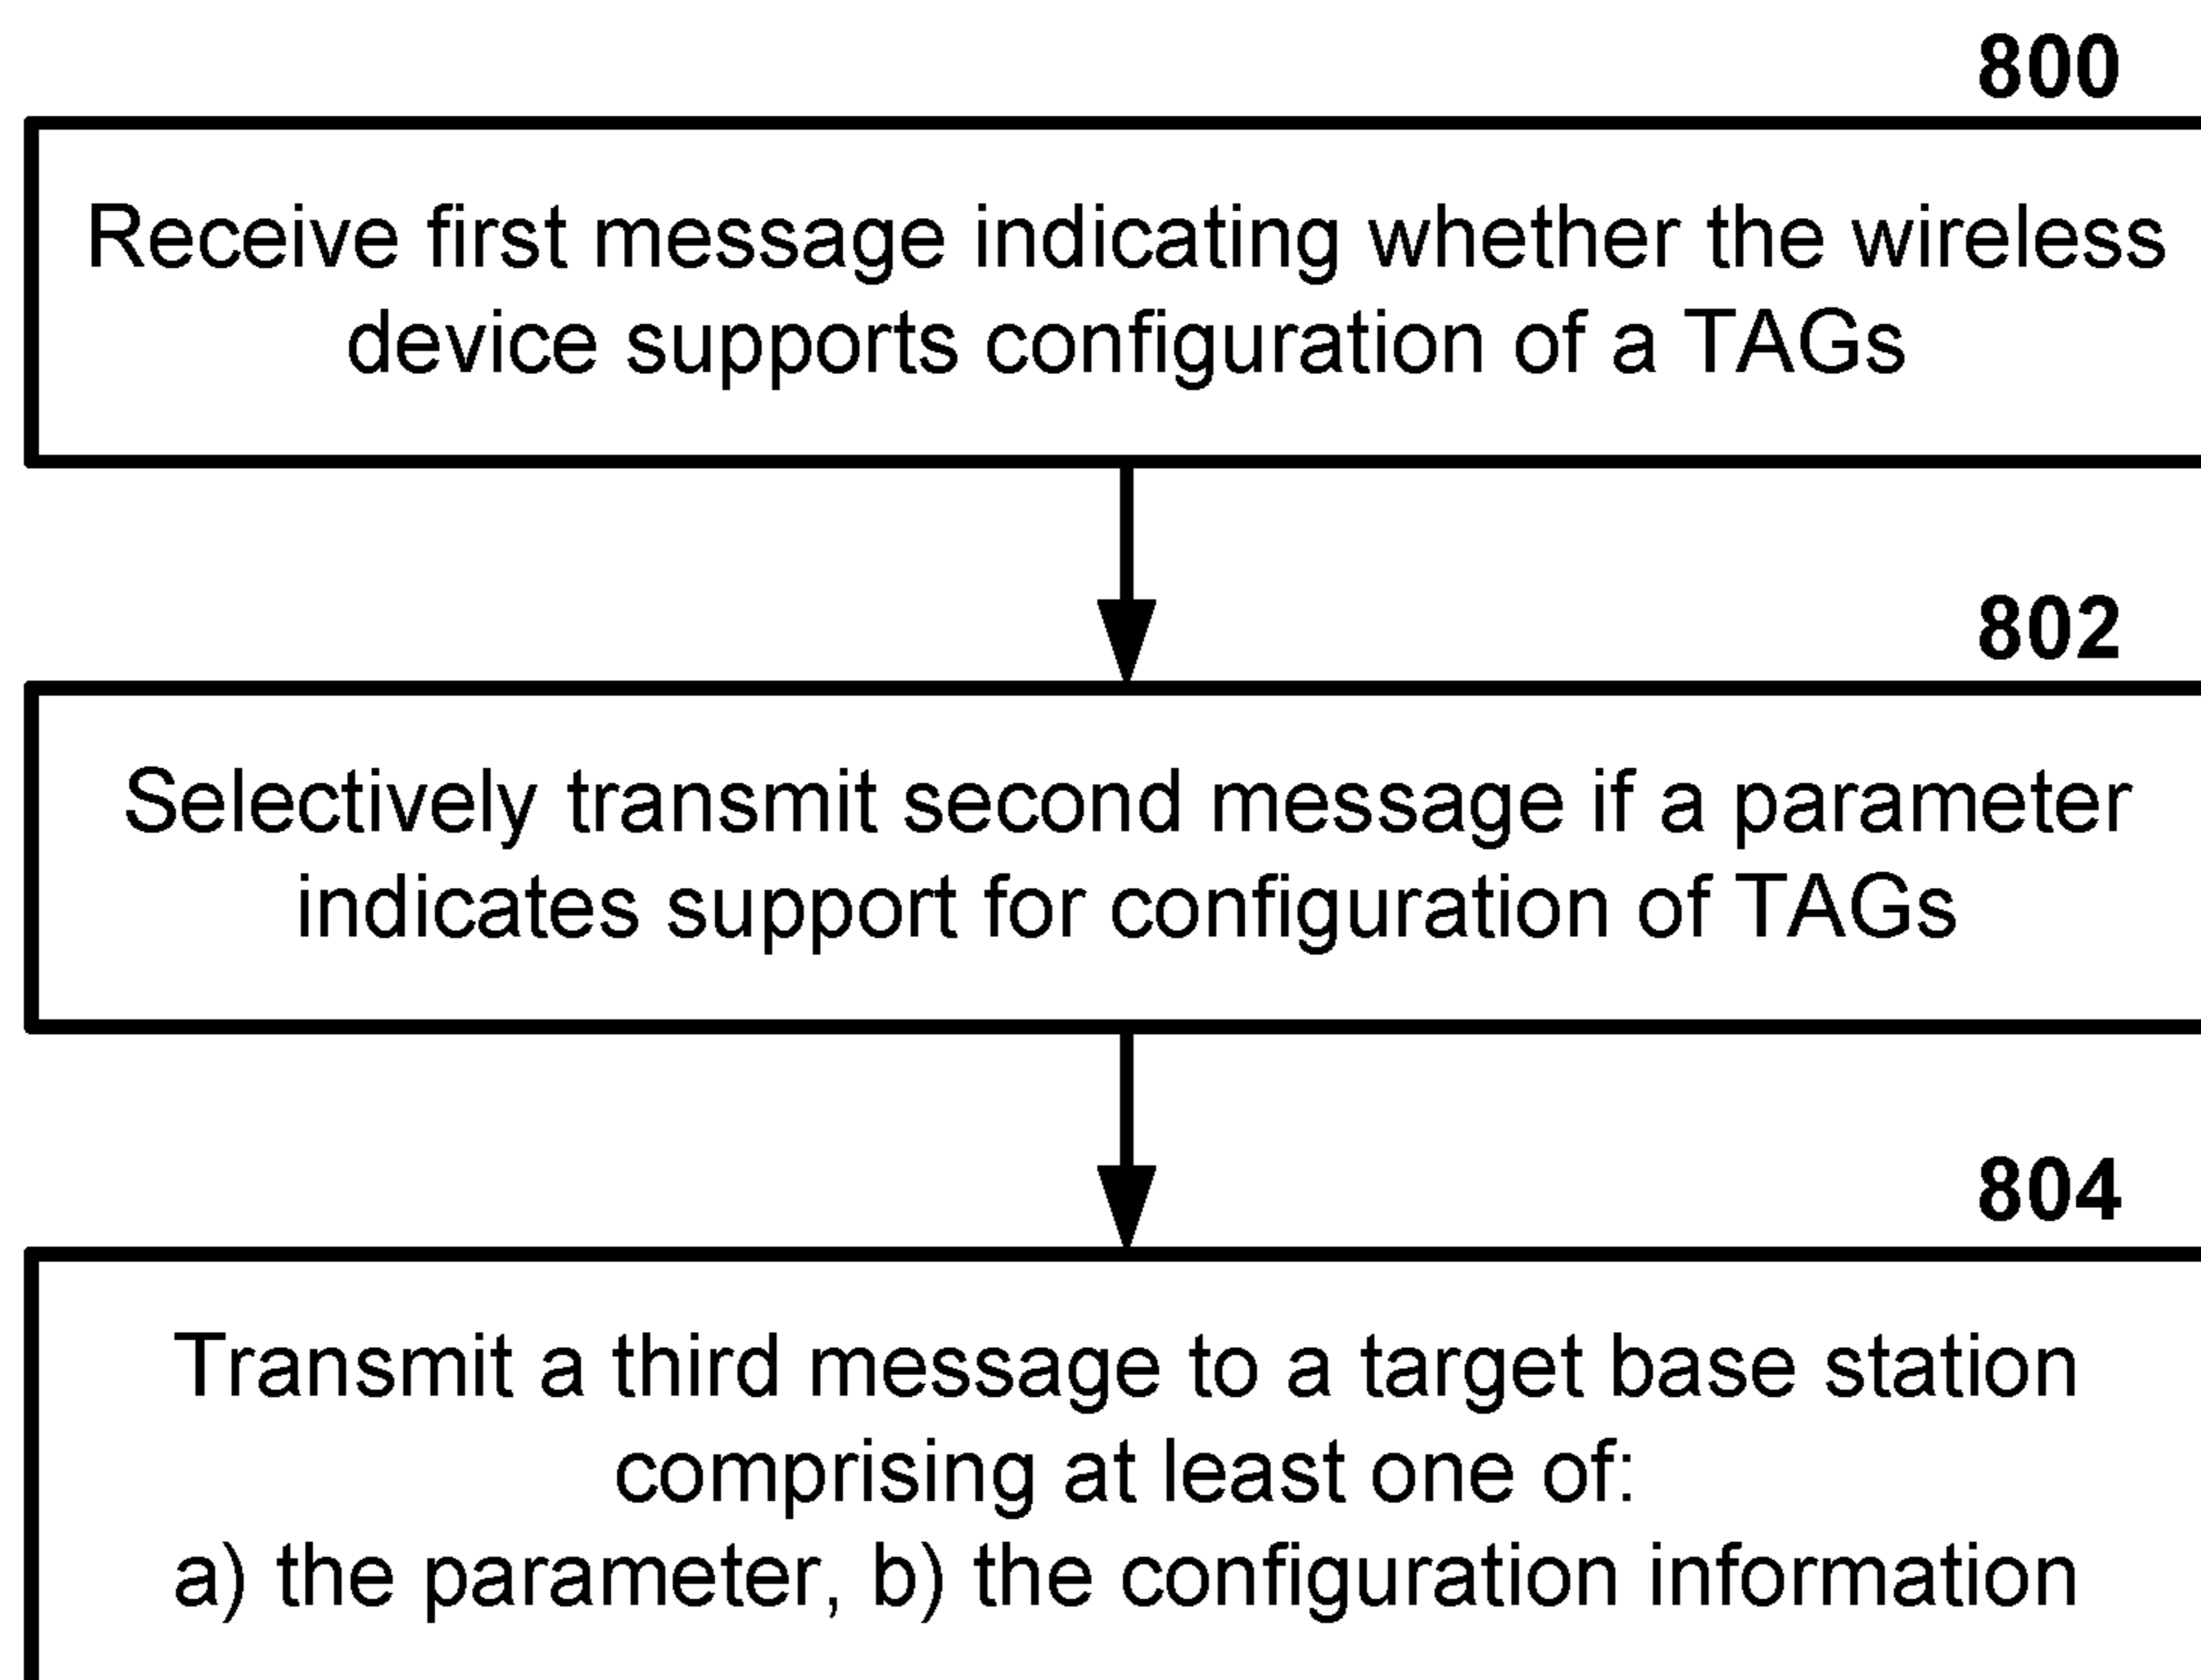 800
Receive first message indicating whether the wireless
device supports configuration of a TAGs
802
Selectively transmit second message if a parameter
indicates support for configuration of TAGs
804
Transmit a third message to a target base station
comprising at least one of:
a) the parameter, b) the configuration information